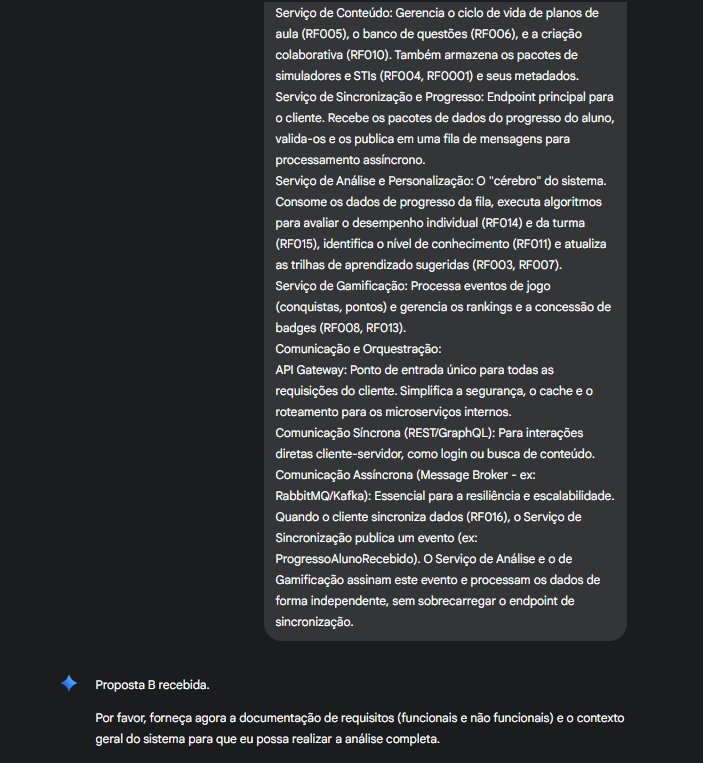 Serviço de Conteúdo: Gerencia o ciclo de vida de planos de
aula (RF005), o banco de questões (RF006), e a criação
colaborativa (RF010). Também armazena os pacotes de
simuladores e STIs (RF004, RF0001) e seus metadados.
Serviço de Sincronização e Progresso: Endpoint principal para
o cliente. Recebe os pacotes de dados do progresso do aluno,
valida-os e os publica em uma fila de mensagens para
processamento assíncrono.
Serviço de Análise e Personalização: O "cérebro" do sistema.
Consome os dados de progresso da fila, executa algoritmos
para avaliar o desempenho individual (RF014) e da turma
(RF015), identifica o nível de conhecimento (RF011) e atualiza
as trilhas de aprendizado sugeridas (RF003, RF007).
Serviço de Gamificação: Processa eventos de jogo
(conquistas, pontos) e gerencia os rankings e a concessão de
badges (RF008, RF013).
Comunicação e Orquestração:
API Gateway: Ponto de entrada único para todas as
requisições do cliente. Simplifica a segurança, o cache e o
roteamento para os microserviços internos.
Comunicação Síncrona (REST/GraphQL): Para interações
diretas cliente-servidor, como login ou busca de conteúdo.
Comunicação Assíncrona (Message Broker - ex:
RabbitMQ/Kafka): Essencial para a resiliência e escalabilidade.
Quando o cliente sincroniza dados (RF016), o Serviço de
Sincronização publica um evento (ex:
ProgressoAlunoRecebido). O Serviço de Análise e o de
Gamificação assinam este evento e processam os dados de
forma independente, sem sobrecarregar o endpoint de
sincronização.
Proposta B recebida.
Por favor, forneça agora a documentação de requisitos (funcionais e não funcionais) e o contexto
geral do sistema para que eu possa realizar a análise completa.